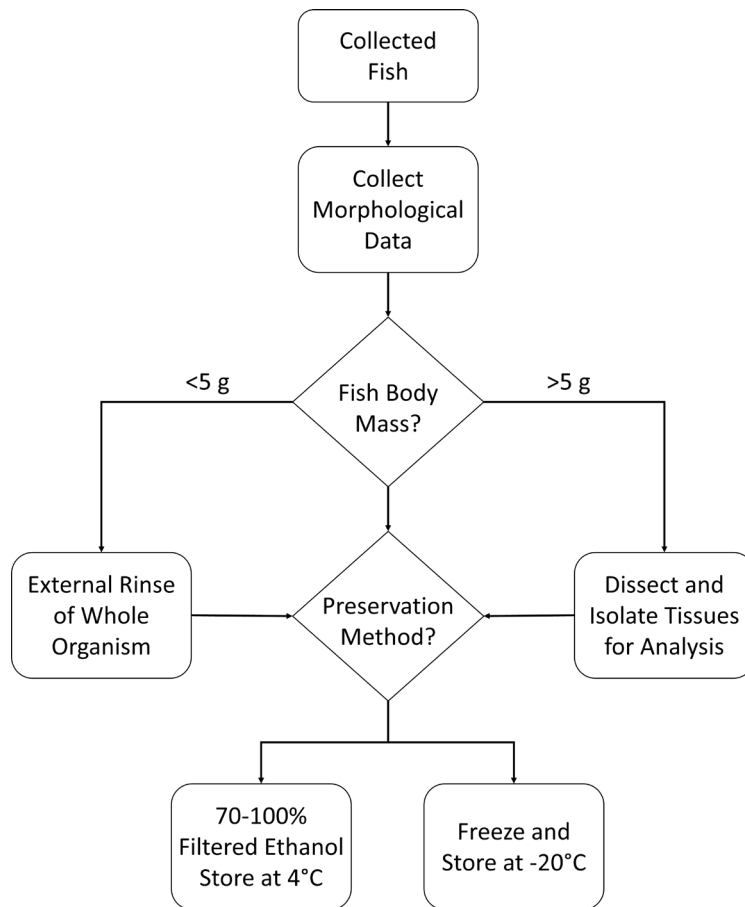 Collected
Fish
Collect
Morphological
Data
<5 g
>5 g
Fish Body
Mass?
External Rinse
of Whole
Organism
Preservation
Method?
Dissect and
Isolate Tissues
for Analysis
70-100%
Filtered Ethanol
Store at 4°C
Freeze and
Store at -20°C